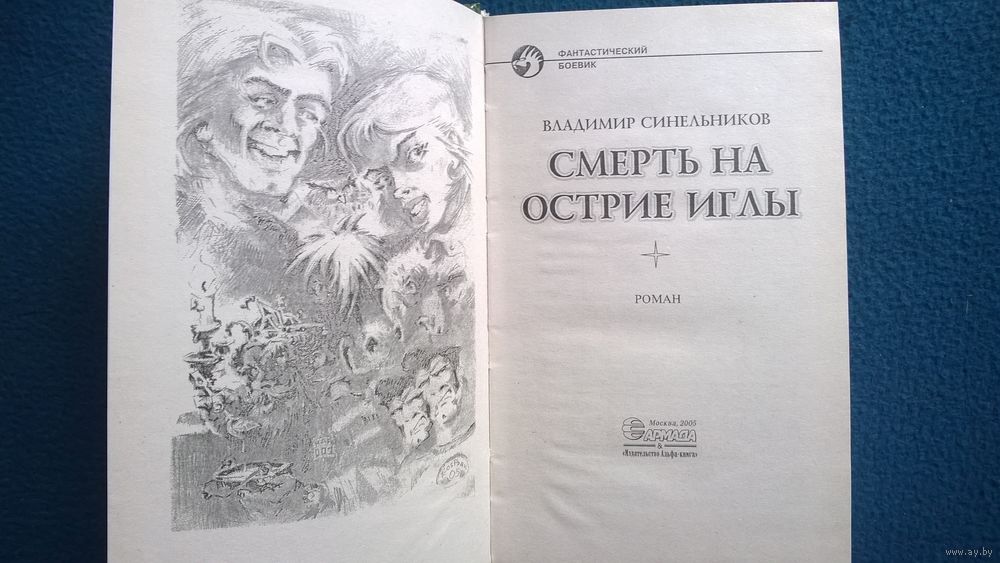 ФАНТАСТИЧЕСКИЙ
БОЕВИК
ВЛАДИМИР СИНЕЛЬНИКОВ
СМЕРТЬ НА
ОСТРИЕ ИГЛЫ
РОМАН
Москва, 2005
АРМАДА
&
«Издательство Альфа-книга»
www.ay.by